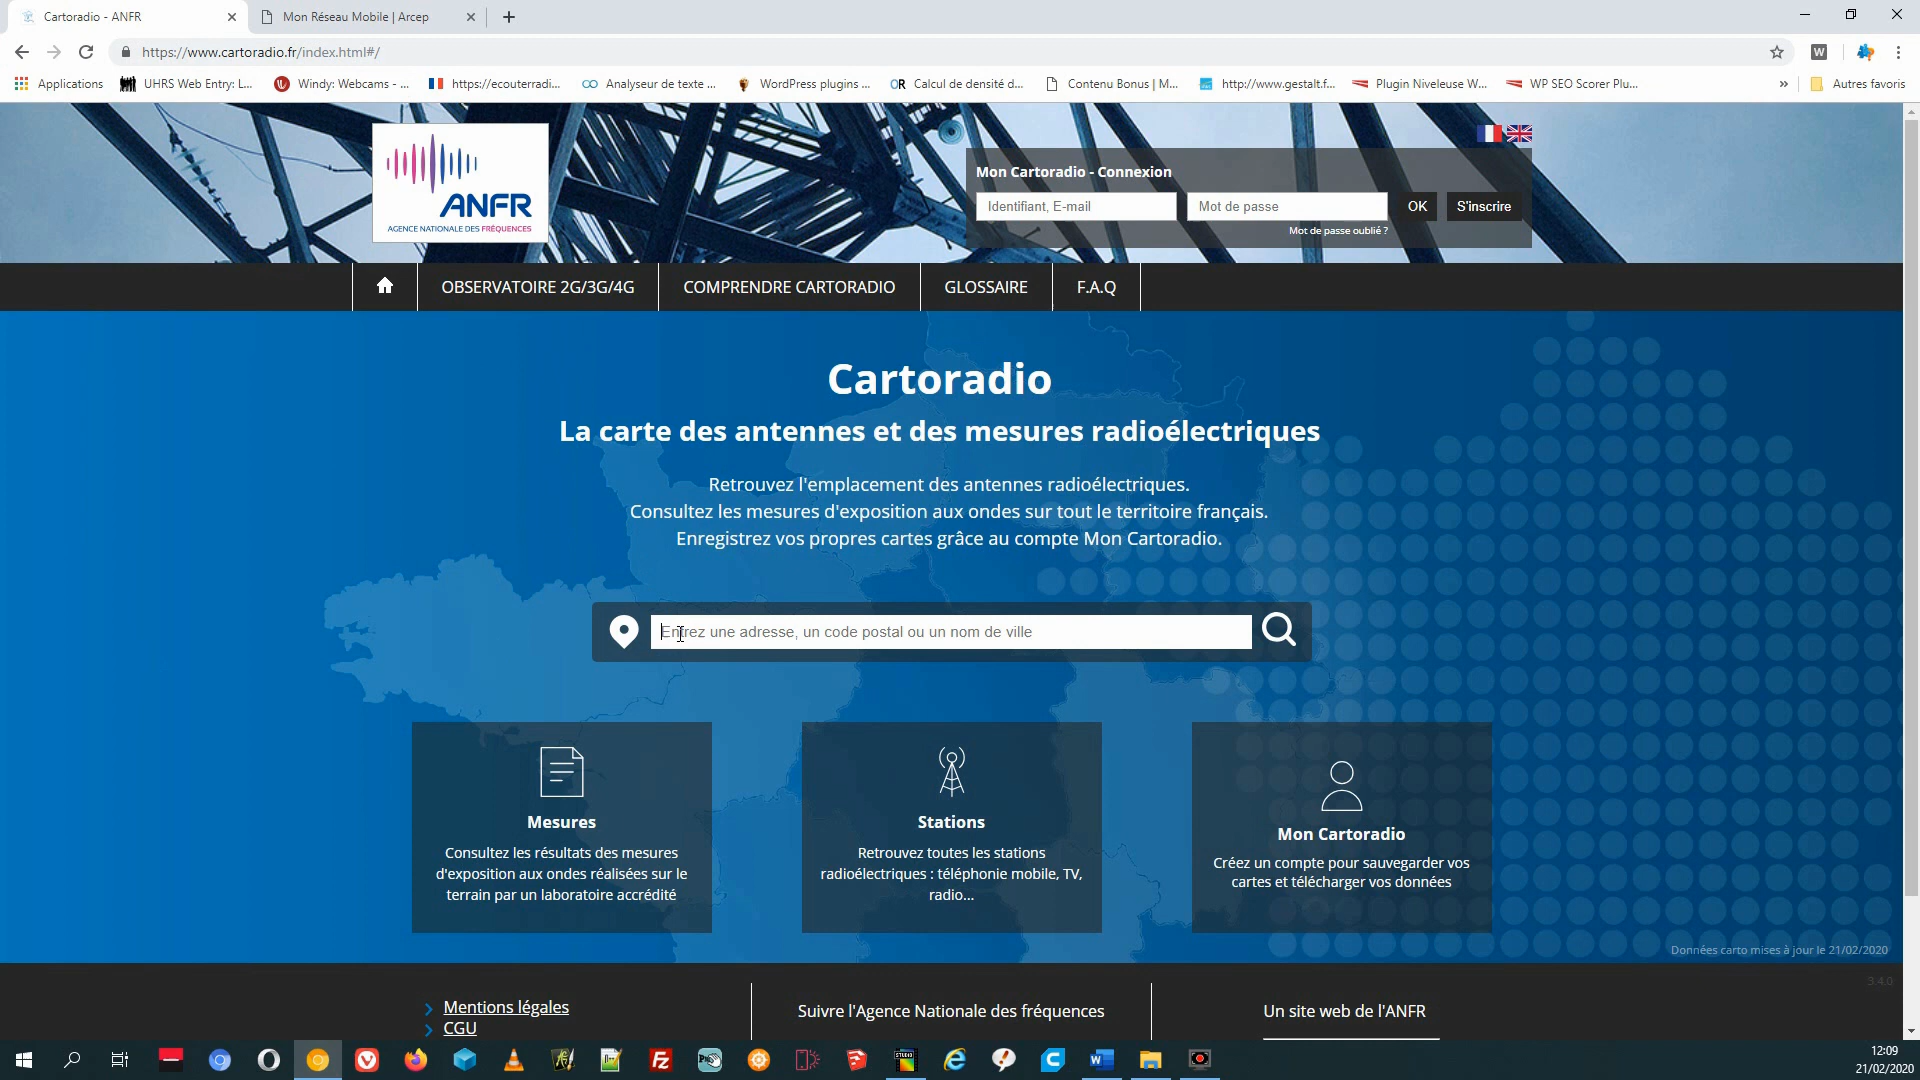 Cartoradio - ANFR
Mon Réseau Mobile | Arcep
https://www.cartoradio.fr/index.html#/
W
Applications
UHRS Web Entry: L...
Windy: Webcams - ...
https://ecouterradi...
Analyseur de texte ...
WordPress plugins ...
OR Calcul de densité d...
Contenu Bonus | M...
http://www.gestalt.f...
Plugin Niveleuse W...
WP SEO Scorer Plu...
»
Autres favoris
ANFR
AGENCE NATIONALE DES FRÉQUENCES
Mon Cartoradio - Connexion
Identifiant, E-mail
Mot de passe
OK
S'inscrire
Mot de passe oublié ?
OBSERVATOIRE 2G/3G/4G
COMPRENDRE CARTORADIO
GLOSSAIRE
F.A.Q
Cartoradio
La carte des antennes et des mesures radioélectriques
Retrouvez l'emplacement des antennes radioélectriques.
Consultez les mesures d'exposition aux ondes sur tout le territoire français.
Enregistrez vos propres cartes grâce au compte Mon Cartoradio.
Entrez une adresse, un code postal ou un nom de ville
Mesures
Consultez les résultats des mesures
d'exposition aux ondes réalisées sur le
terrain par un laboratoire accrédité
Stations
Retrouvez toutes les stations
radioélectriques : téléphonie mobile, TV,
radio...
Mon Cartoradio
Créez un compte pour sauvegarder vos
cartes et télécharger vos données
Données carto mises à jour le 21/02/2020
3.4.0
Mentions légales
CGU
Suivre l'Agence Nationale des fréquences
Un site web de l'ANFR
12:09
21/02/2020